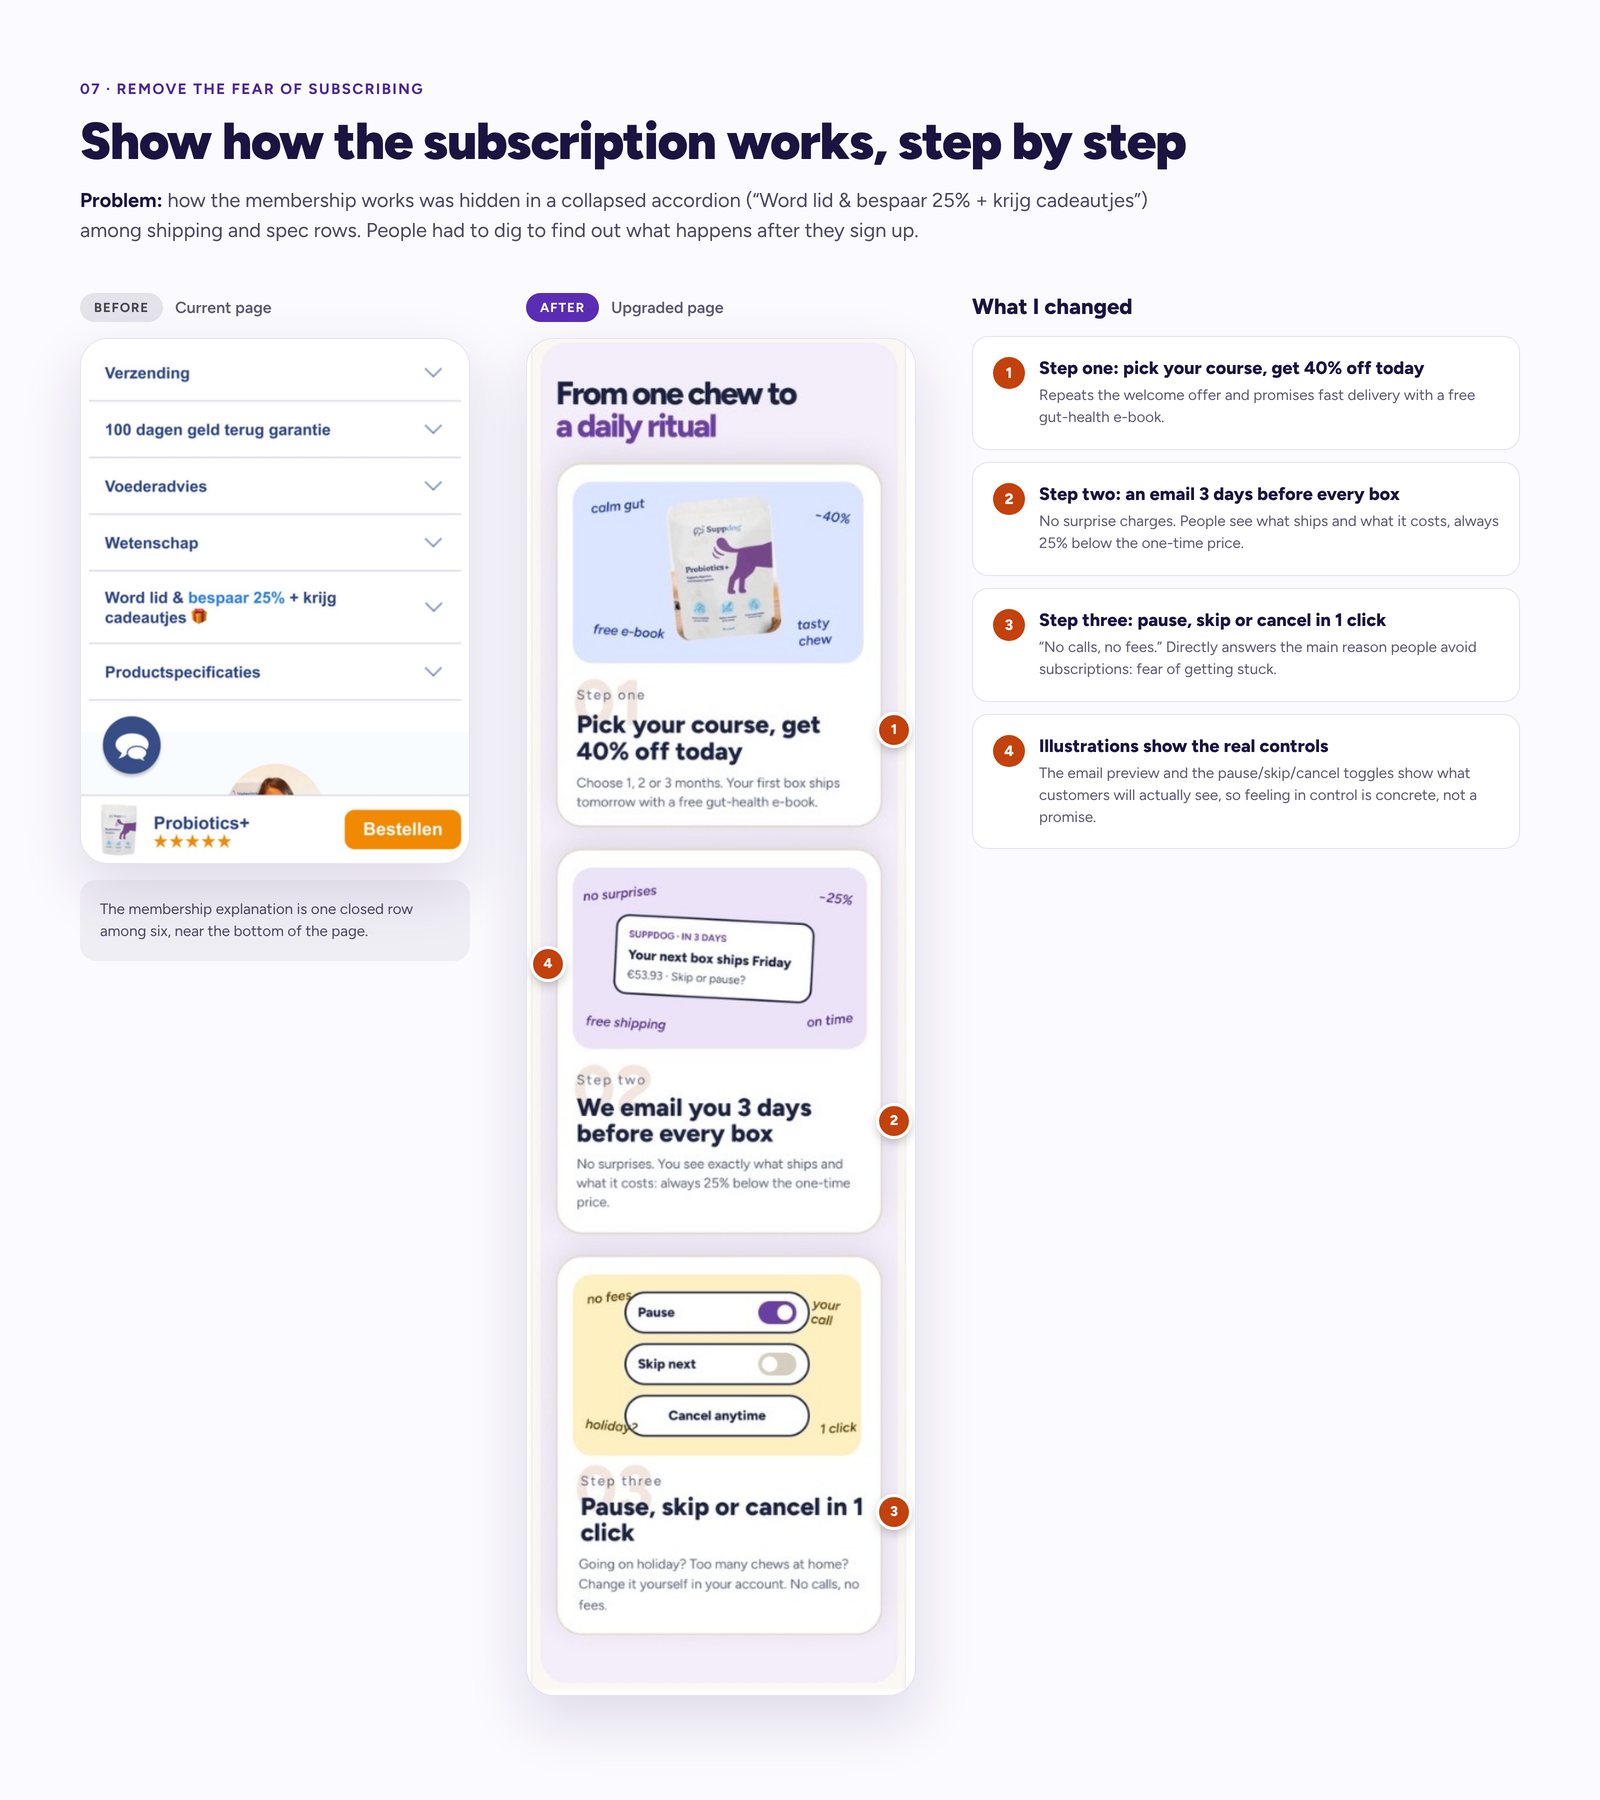 07 · REMOVE THE FEAR OF SUBSCRIBING
Show how the subscription works, step by step
Problem: how the membership works was hidden in a collapsed accordion (“Word lid & bespaar 25% + krijg cadeautjes”)
among shipping and spec rows. People had to dig to find out what happens after they sign up.
BEFORE Current page
Verzending
100 dagen geld terug garantie
Voederadvies
Wetenschap
Word lid & bespaar 25% + krijg
cadeautjes 🎁
Productspecificaties
Probiotics+
Bestellen
The membership explanation is one closed row
among six, near the bottom of the page.
AFTER Upgraded page
From one chew to
a daily ritual
calm gut
-40%
Suppdog
Probiotics+
free e-book
tasty
chew
01
Step one
Pick your course, get
40% off today
Choose 1, 2 or 3 months. Your first box ships
tomorrow with a free gut-health e-book.
1
no surprises
-25%
SUPPDOG · IN 3 DAYS
Your next box ships Friday
€53.93 · Skip or pause?
4
free shipping
on time
02
Step two
We email you 3 days
before every box
2
No surprises. You see exactly what ships and
what it costs: always 25% below the one-time
price.
no fees
Pause
your
call
Skip next
Cancel anytime
holiday?
1 click
03
Step three
Pause, skip or cancel in 1
click
3
Going on holiday? Too many chews at home?
Change it yourself in your account. No calls, no
fees.
What I changed
1 Step one: pick your course, get 40% off today
Repeats the welcome offer and promises fast delivery with a free
gut-health e-book.
2 Step two: an email 3 days before every box
No surprise charges. People see what ships and what it costs, always
25% below the one-time price.
3 Step three: pause, skip or cancel in 1 click
“No calls, no fees.” Directly answers the main reason people avoid
subscriptions: fear of getting stuck.
4 Illustrations show the real controls
The email preview and the pause/skip/cancel toggles show what
customers will actually see, so feeling in control is concrete, not a
promise.